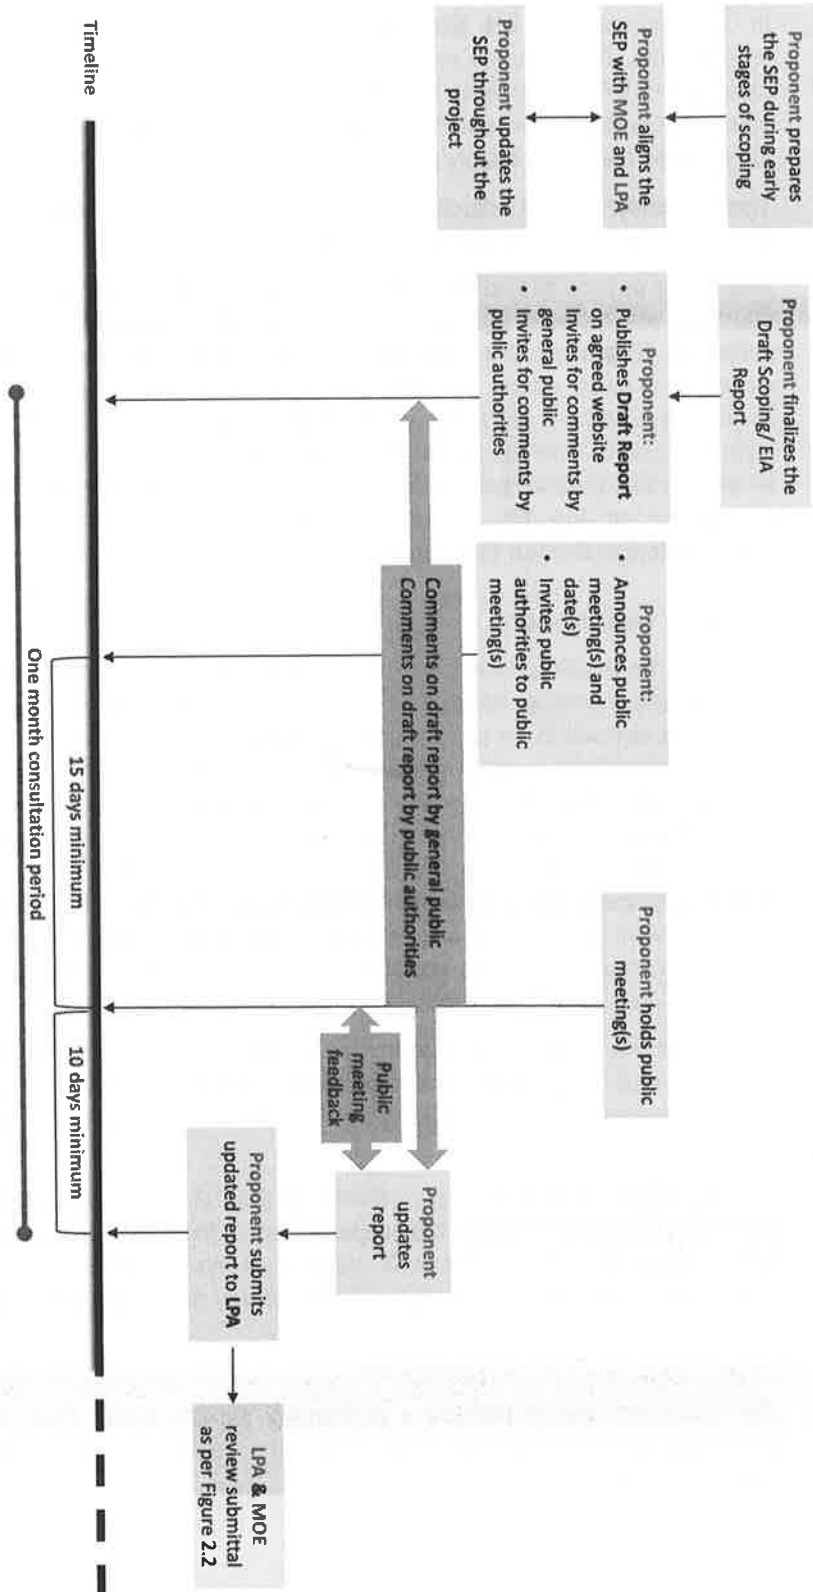 Proponent prepares
the SEP during early
stages of scoping
Proponent aligns the
SEP with MOE and LPA
Proponent updates the
SEP throughout the
project
Proponent finalizes the
Draft Scoping/ EIA
Report
Proponent:
• Publishes Draft Report
on agreed website
• Invites for comments by
general public
• Invites for comments by
public authorities
Proponent:
• Announces public
meeting(s) and
date(s)
• Invites public
authorities to public
meeting(s)
Proponent holds public
meeting(s)
Comments on draft report by general public
Comments on draft report by public authorities
Public
meeting
feedback
Proponent
updates
report
Proponent submits
updated report to LPA
LPA & MOE
review submittal
as per Figure 2.2
Timeline
15 days minimum
10 days minimum
One month consultation period